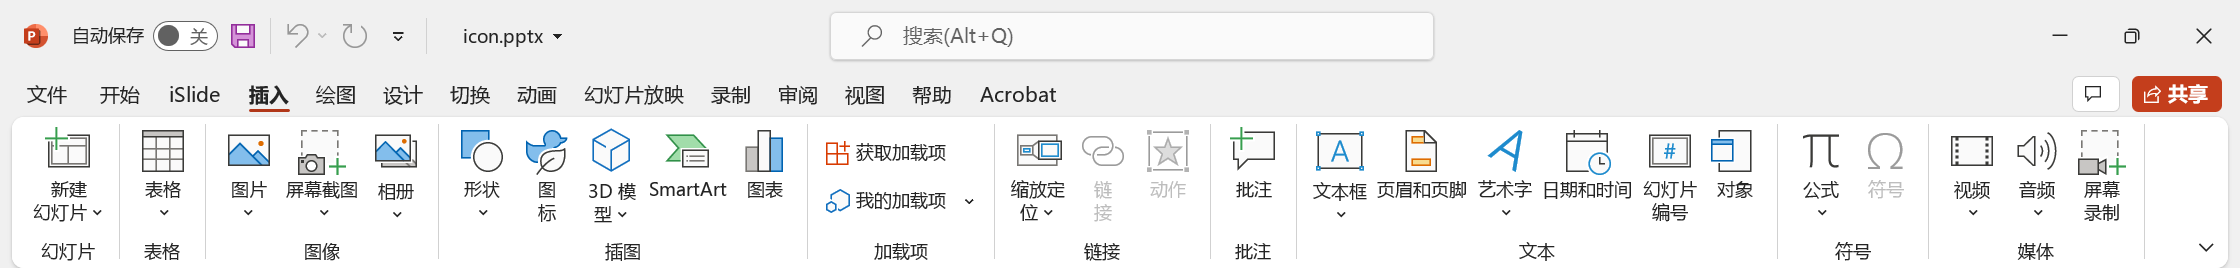 P 自动保存 关 icon.pptx 搜索(Alt+Q)
文件 开始 iSlide 插入 绘图 设计 切换 动画 幻灯片放映 录制 审阅 视图 帮助 Acrobat 共享
新建
幻灯片
表格
图片
屏幕截图
相册
形状
图
标
3D 模
型
SmartArt
图表
获取加载项
我的加载项
缩放定
位
链
接
动作
批注
A
文本框
页眉和页脚
A
艺术字
日期和时间
#
幻灯片
编号
对象
π
公式
Ω
符号
视频
音频
屏幕
录制
幻灯片 表格 图像 插图 加载项 链接 批注 文本 符号 媒体